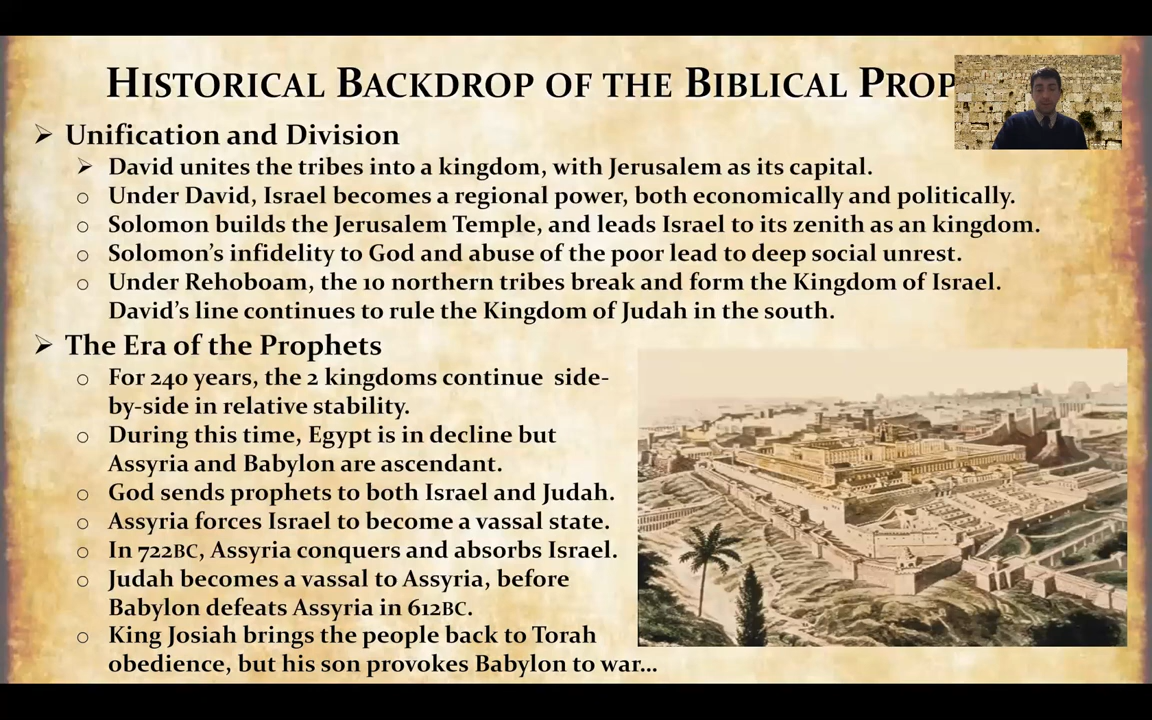 HISTORICAL BACKDROP OF THE BIBLICAL PROP
➢ Unification and Division
➢ David unites the tribes into a kingdom, with Jerusalem as its capital.
○ Under David, Israel becomes a regional power, both economically and politically.
○ Solomon builds the Jerusalem Temple, and leads Israel to its zenith as an kingdom.
○ Solomon's infidelity to God and abuse of the poor lead to deep social unrest.
○ Under Rehoboam, the 10 northern tribes break and form the Kingdom of Israel.
David's line continues to rule the Kingdom of Judah in the south.
➢ The Era of the Prophets
○ For 240 years, the 2 kingdoms continue side-
by-side in relative stability.
○ During this time, Egypt is in decline but
Assyria and Babylon are ascendant.
○ God sends prophets to both Israel and Judah.
○ Assyria forces Israel to become a vassal state.
○ In 722BC, Assyria conquers and absorbs Israel.
○ Judah becomes a vassal to Assyria, before
Babylon defeats Assyria in 612BC.
○ King Josiah brings the people back to Torah
obedience, but his son provokes Babylon to war...